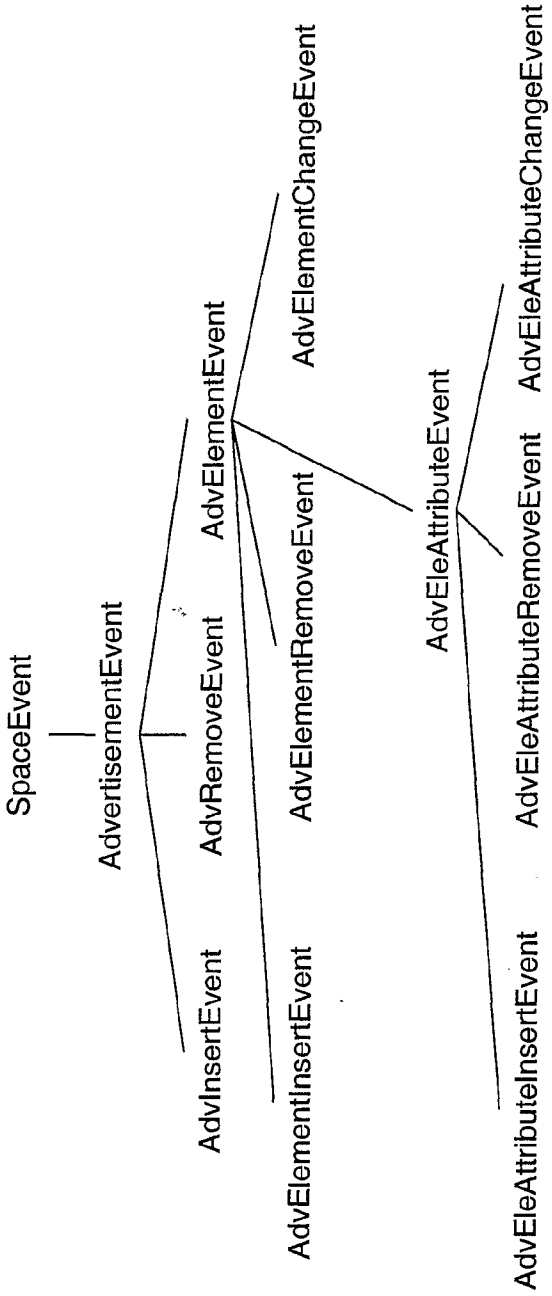 SpaceEvent
AdvertisementEvent
AdvInsertEvent
AdvRemoveEvent
AdvElementEvent
AdvElementInsertEvent
AdvElementRemoveEvent
AdvElementChangeEvent
AdvEleAttributeEvent
AdvEleAttributeInsertEvent
AdvEleAttributeRemoveEvent
AdvEleAttributeChangeEvent